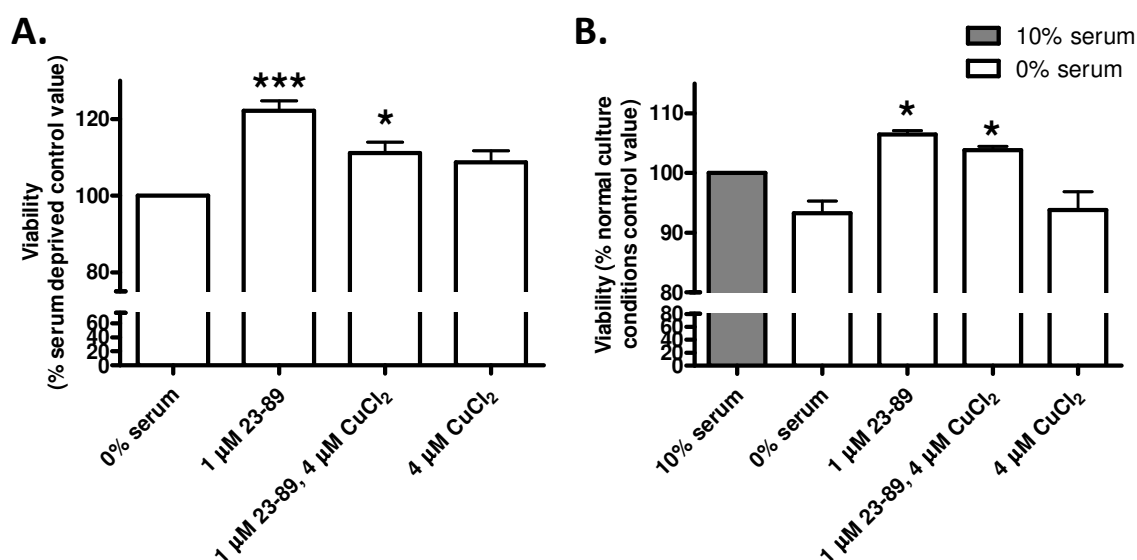 A.
Viability
(% serum deprived control value)
120
100
80
60
40
20
0
***
*
0% serum
1 µM 23-89
1 µM 23-89, 4 µM CuCl₂
4 µM CuCl₂
B.
10% serum
0% serum
Viability (% normal culture
conditions control value)
110
100
90
80
80
60
40
20
0
*
*
10% serum
0% serum
1 µM 23-89
1 µM 23-89, 4 µM CuCl₂
4 µM CuCl₂